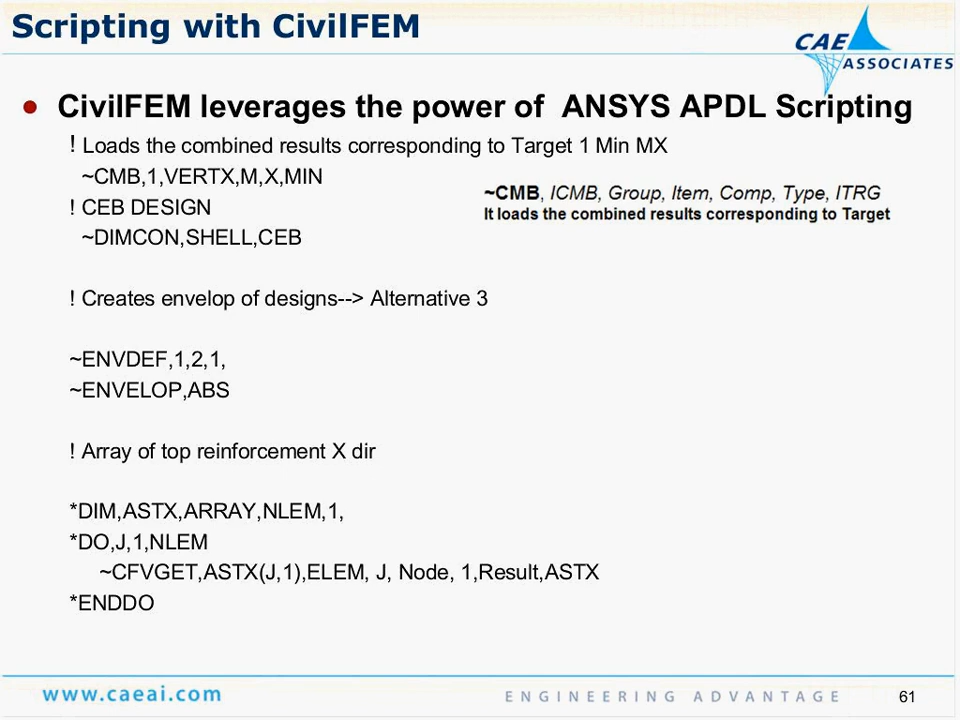 Scripting with CivilFEM
CAE
ASSOCIATES
● CivilFEM leverages the power of ANSYS APDL Scripting
! Loads the combined results corresponding to Target 1 Min MX
~CMB,1,VERTX,M,X,MIN
~CMB, ICMB, Group, Item, Comp, Type, ITRG
It loads the combined results corresponding to Target
! CEB DESIGN
~DIMCON,SHELL,CEB
! Creates envelop of designs--> Alternative 3
~ENVDEF,1,2,1,
~ENVELOP,ABS
! Array of top reinforcement X dir
*DIM,ASTX,ARRAY,NLEM,1,
*DO,J,1,NLEM
~CFVGET,ASTX(J,1),ELEM, J, Node, 1,Result,ASTX
*ENDDO
www.caeai.com
ENGINEERING ADVANTAGE
61